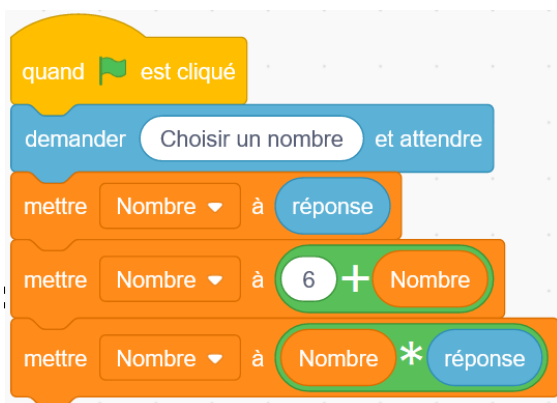 quand est cliqué
demander Choisir un nombre et attendre
mettre Nombre à réponse
mettre Nombre à 6 + Nombre
mettre Nombre à Nombre * réponse